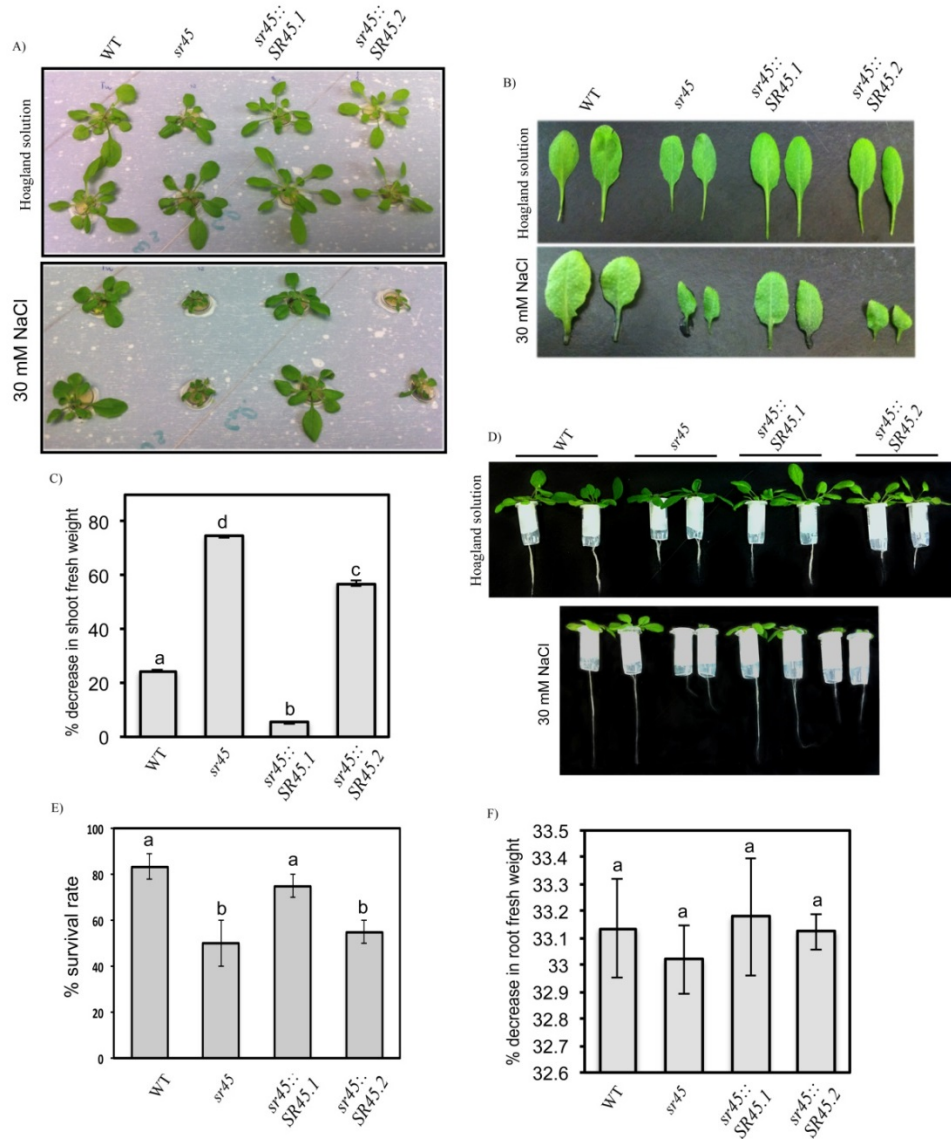 A)
WT sr45 sr45:: SR45.1 sr45:: SR45.2
Hoagland solution
30 mM NaCl
B)
WT sr45 sr45:: SR45.1 sr45:: SR45.2
Hoagland solution
30 mM NaCl
C)
% decrease in shoot fresh weight
80
60
40
20
0
a
d
b
c
WT sr45 sr45:: SR45.1 sr45:: SR45.2
D)
WT sr45 sr45:: SR45.1 sr45:: SR45.2
Hoagland solution
30 mM NaCl
E)
% survival rate
100
80
60
40
20
0
a
b
a
b
WT sr45 sr45:: SR45.1 sr45:: SR45.2
F)
% decrease in root fresh weight
33.5
33.4
33.3
33.2
33.1
33
32.9
32.8
32.7
32.6
a
a
a
a
WT sr45 sr45:: SR45.1 sr45:: SR45.2